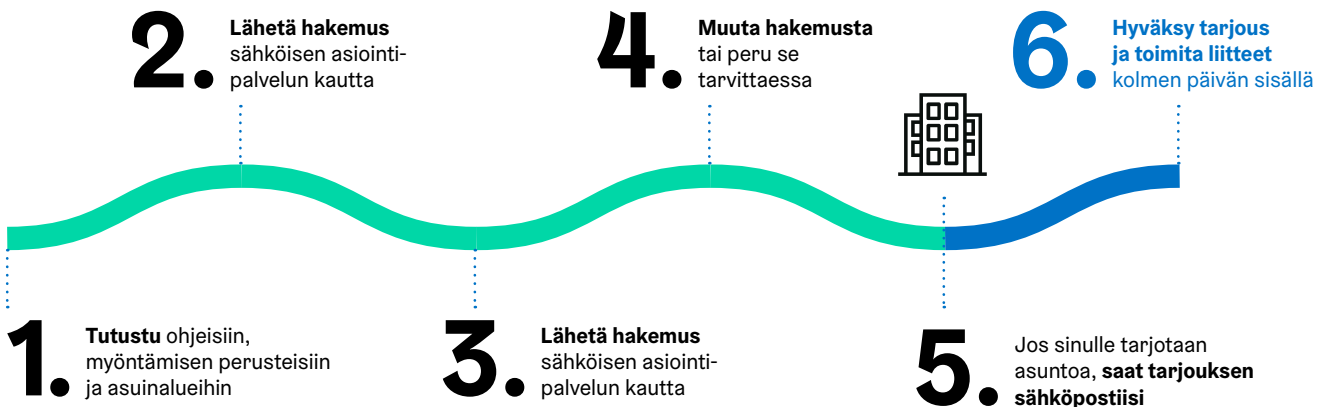 1.
Tutustu ohjeisiin,
myöntämisen perusteisiin
ja asuinalueihin
2.
Lähetä hakemus
sähköisen asiointi-
palvelun kautta
3.
Lähetä hakemus
sähköisen asiointi-
palvelun kautta
4.
Muuta hakemusta
tai peru se
tarvittaessa
5.
Jos sinulle tarjotaan
asuntoa, saat tarjouksen
sähköpostiisi
6.
Hyväksy tarjous
ja toimita liitteet
kolmen päivän sisällä